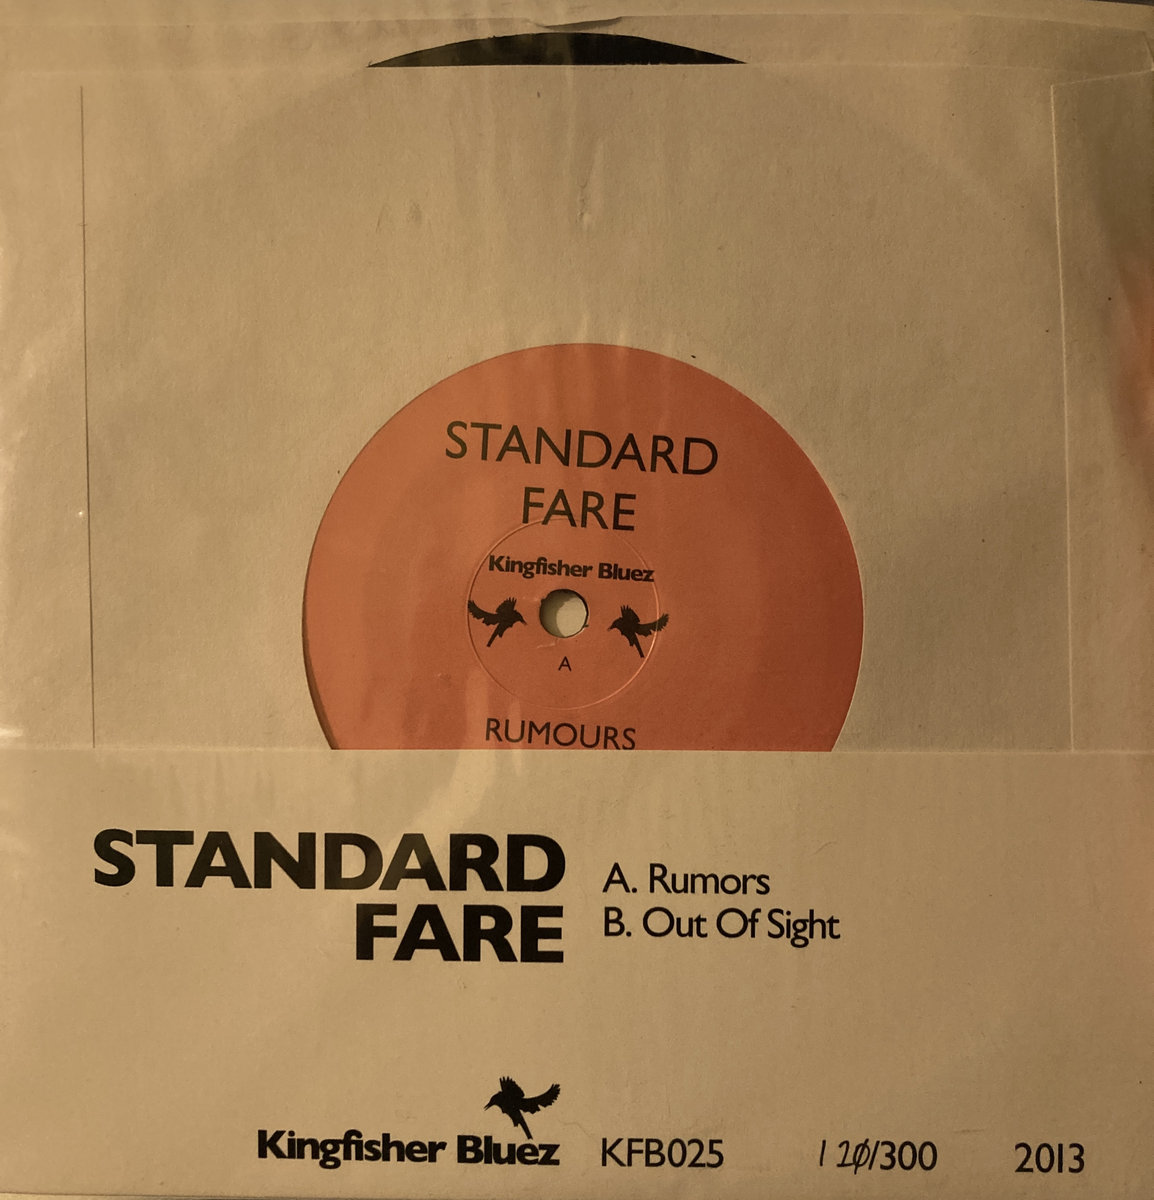 STANDARD
FARE
Kingfisher Bluez
A
RUMOURS
STANDARD
FARE
A. Rumors
B. Out Of Sight
Kingfisher Bluez KFB025 120/300 2013